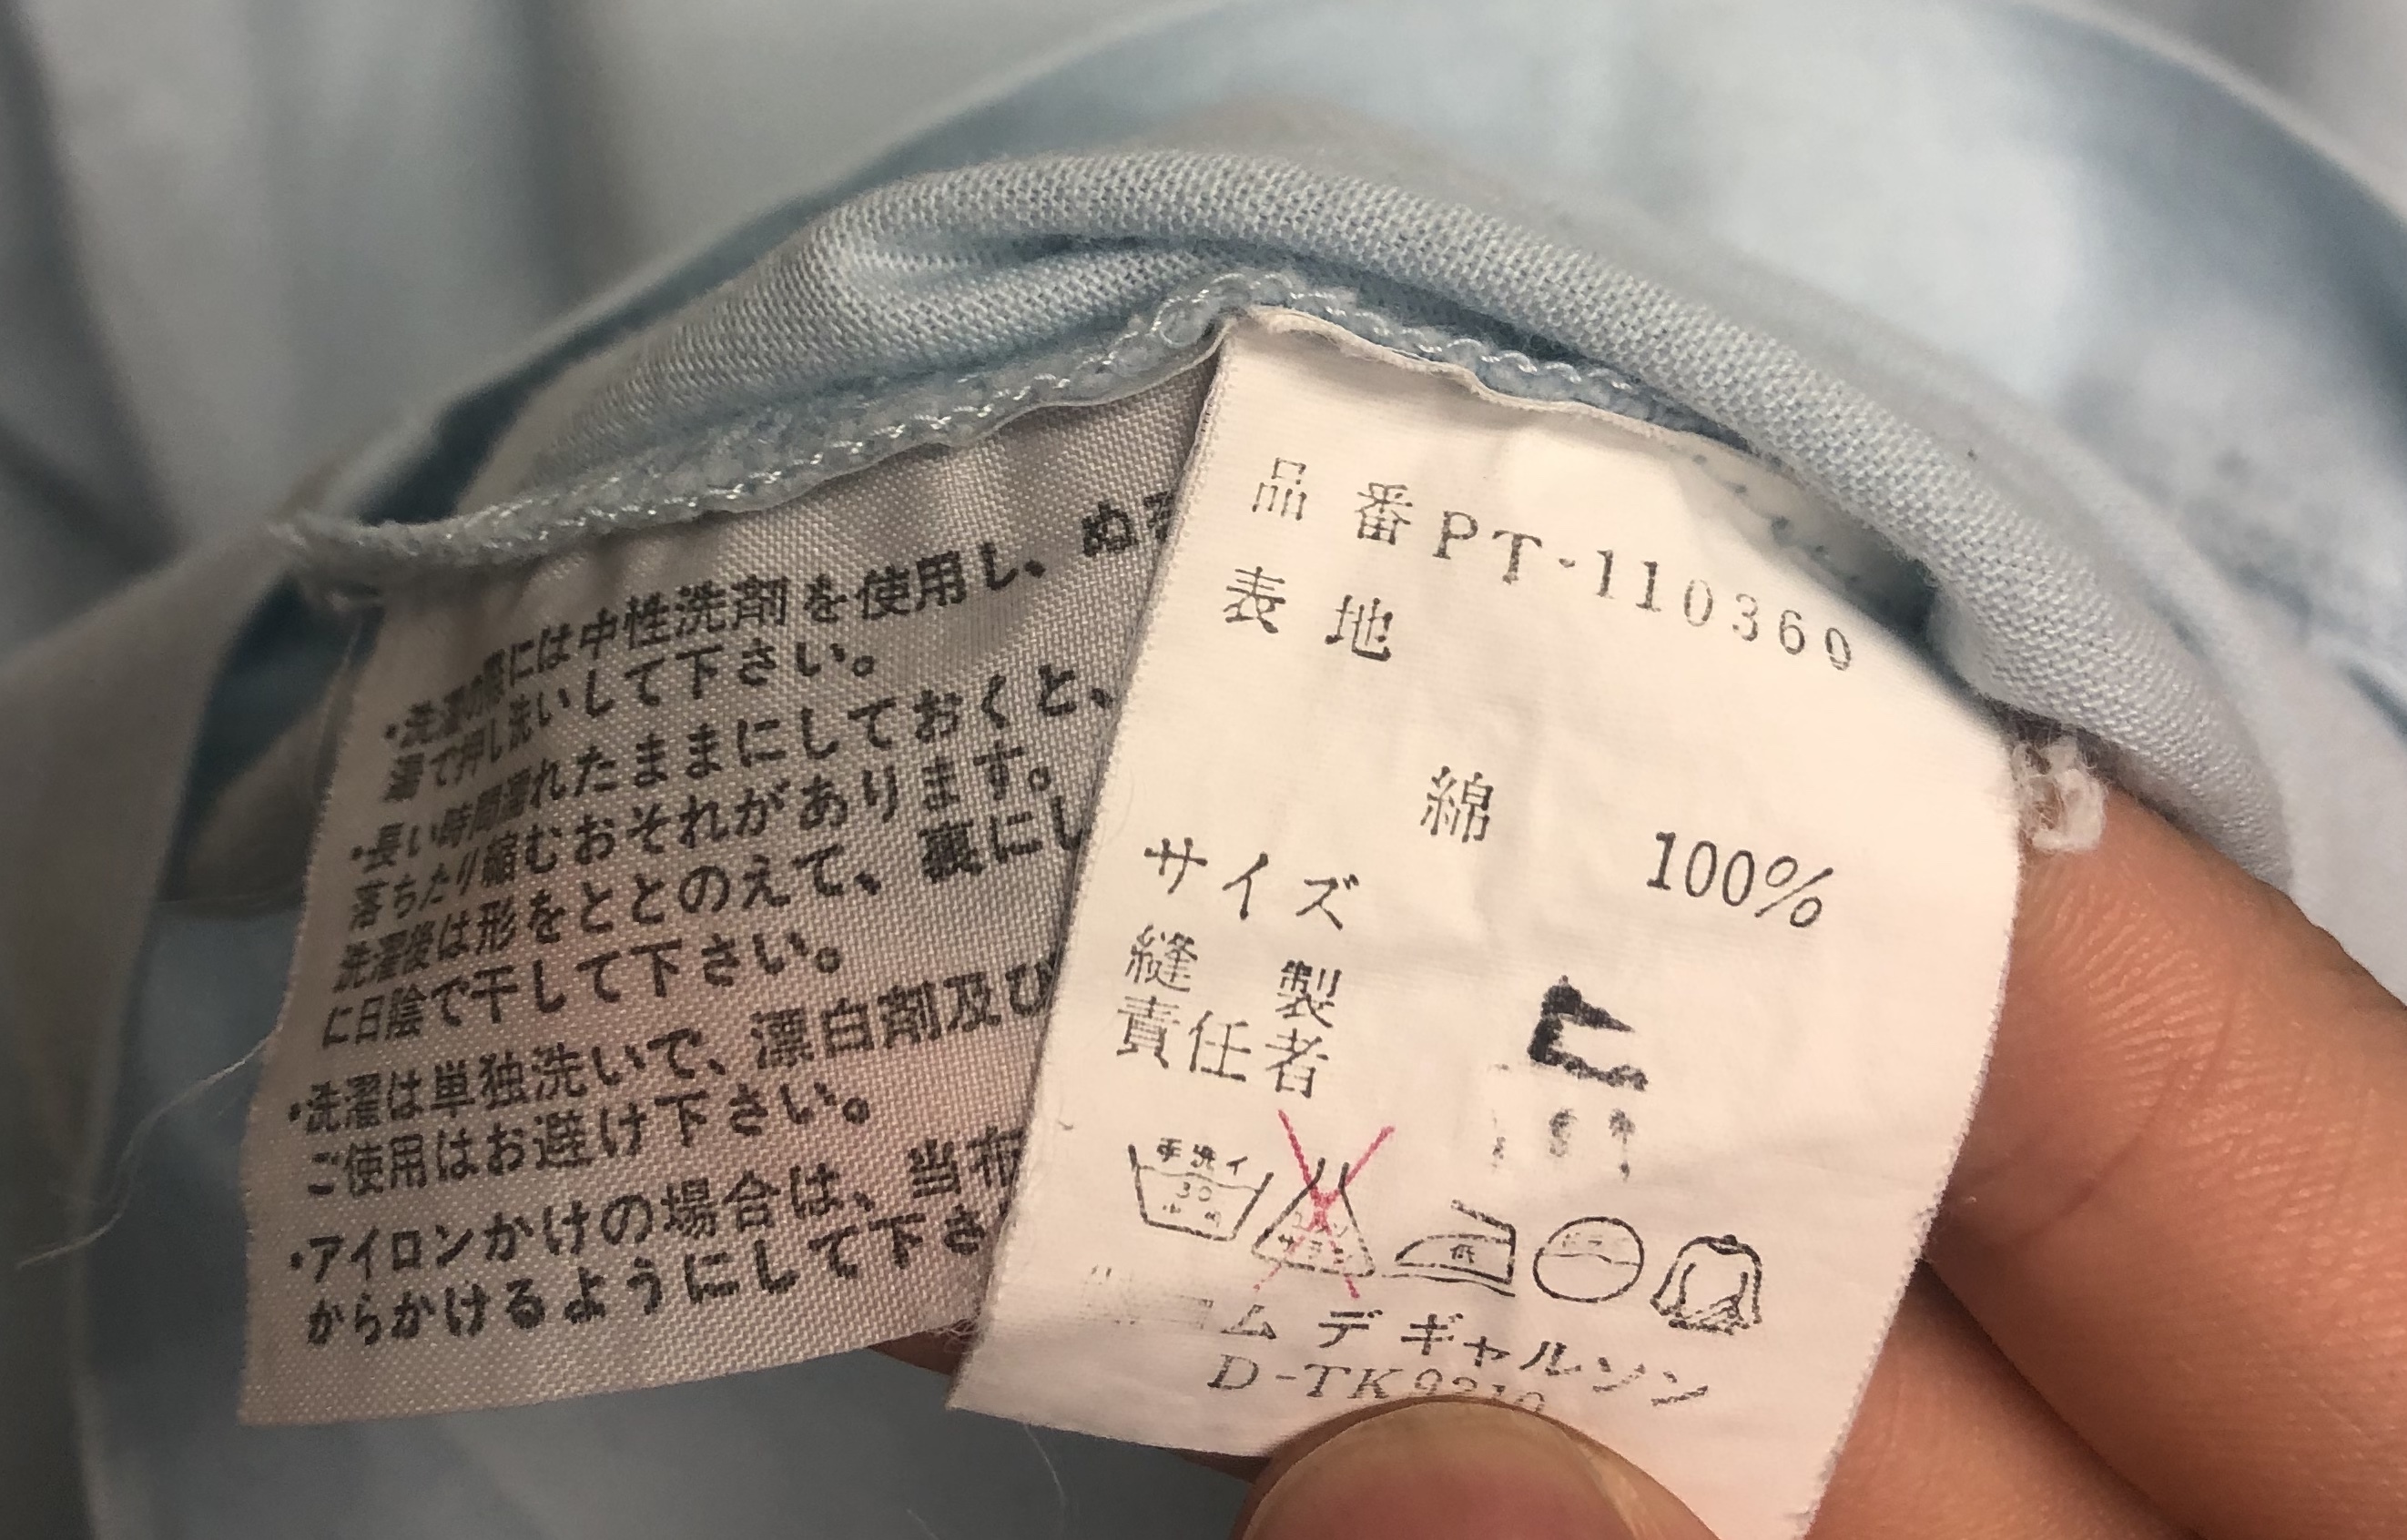 ・洗濯の際には中性洗剤を使用し、ぬる
湯で押し洗いして下さい。
・長い時間濡れたままにしておくと、
落ちたり縮むおそれがあります。
洗濯後は形をととのえて、裏にし
に日陰で干して下さい。
・洗濯は単独洗いで、漂白剤及び
ご使用はお避け下さい。
・アイロンかけの場合は、当布
からかけるようにして下さ
品番PT-110360
表地
綿 100%
サイズ
縫製
責任者
手洗イ
30
低
コム デ ギャルソン
D-TK